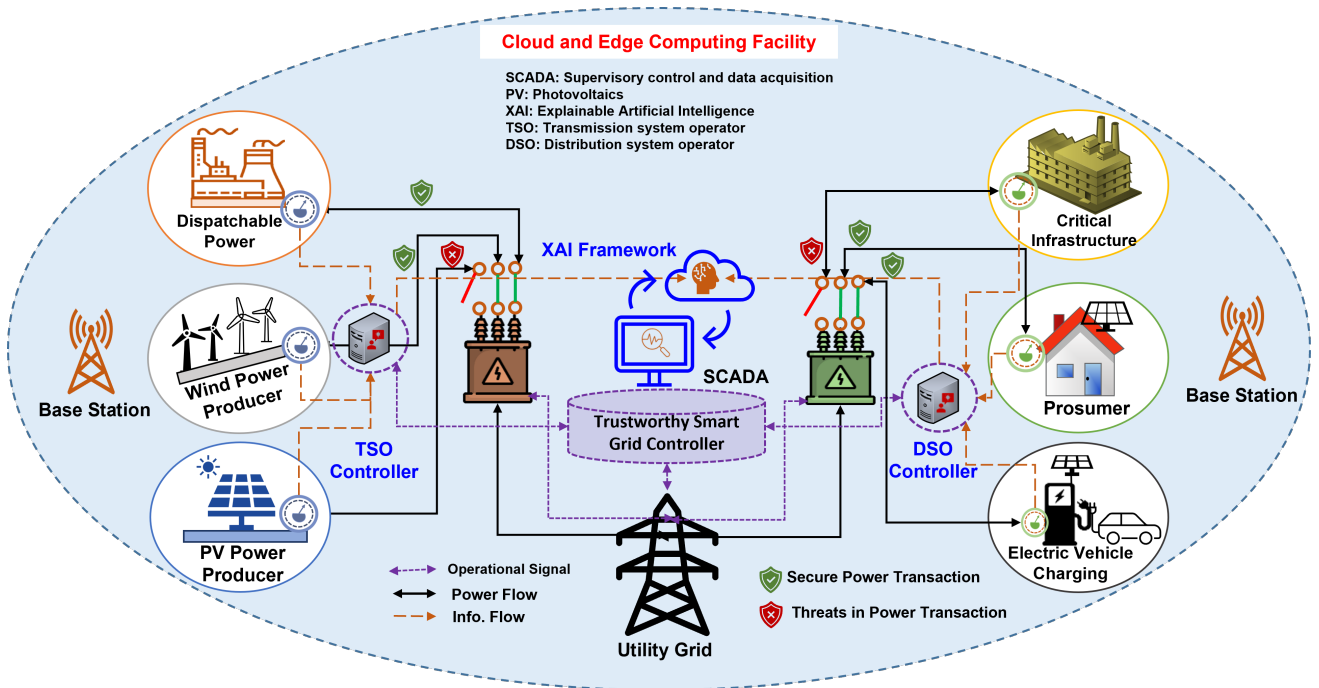 Cloud and Edge Computing Facility
SCADA: Supervisory control and data acquisition
PV: Photovoltaics
XAI: Explainable Artificial Intelligence
TSO: Transmission system operator
DSO: Distribution system operator
Dispatchable
Power
XAI Framework
Critical
Infrastructure
Base Station
Wind Power
Producer
SCADA
Trustworthy Smart
Grid Controller
Prosumer
Base Station
TSO
Controller
DSO
Controller
PV Power
Producer
Electric Vehicle
Charging
Operational Signal
Power Flow
Info. Flow
Secure Power Transaction
Threats in Power Transaction
Utility Grid